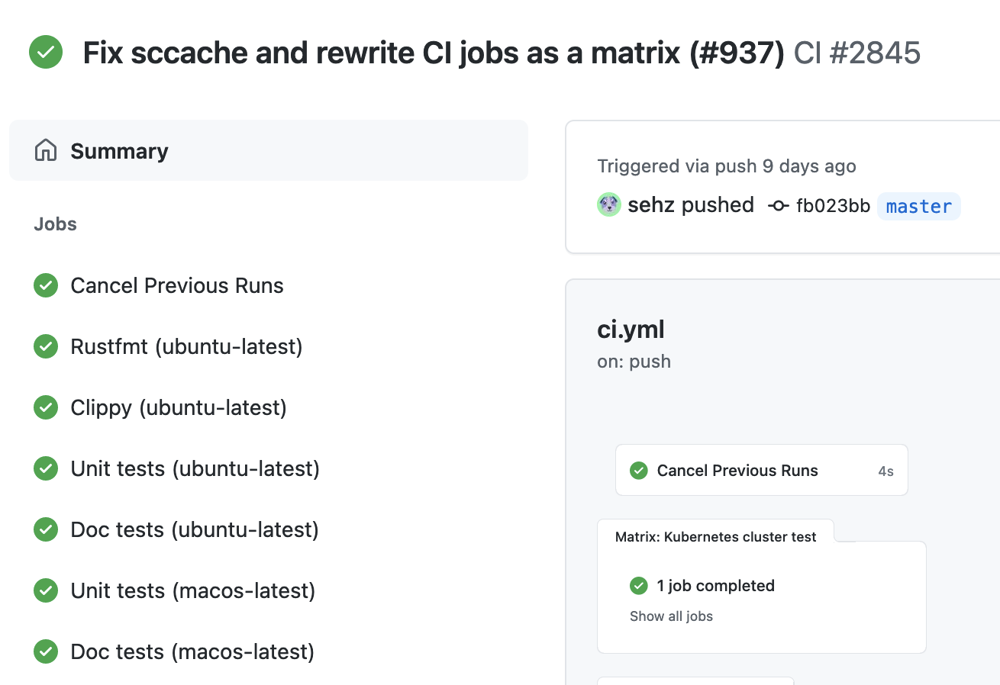 Fix sccache and rewrite CI jobs as a matrix (#937) CI #2845
Summary
Jobs
Cancel Previous Runs
Rustfmt (ubuntu-latest)
Clippy (ubuntu-latest)
Unit tests (ubuntu-latest)
Doc tests (ubuntu-latest)
Unit tests (macos-latest)
Doc tests (macos-latest)
Triggered via push 9 days ago
sehz pushed fb023bb master
ci.yml
on: push
Cancel Previous Runs 4s
Matrix: Kubernetes cluster test
1 job completed
Show all jobs